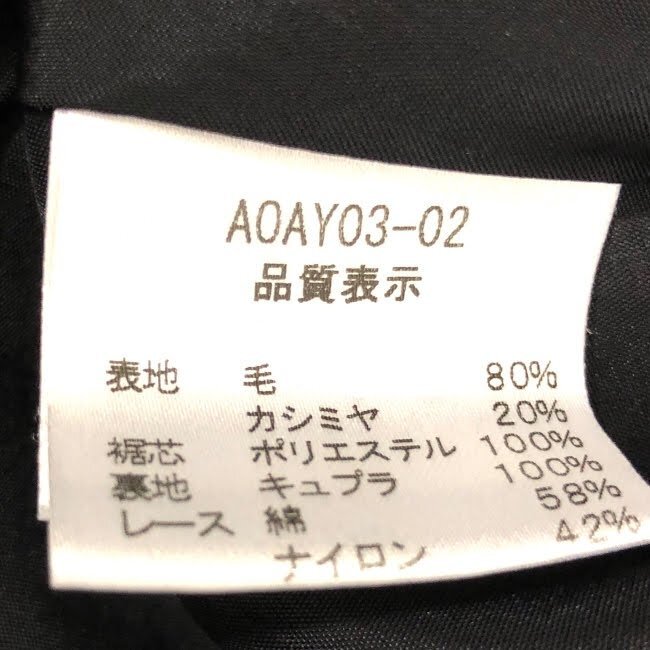 A0AY03-02
品質表示
表地 毛 80%
カシミヤ 20%
裾芯 ポリエステル 100%
裏地 キュプラ 100%
レース 綿 58%
ナイロン 42%